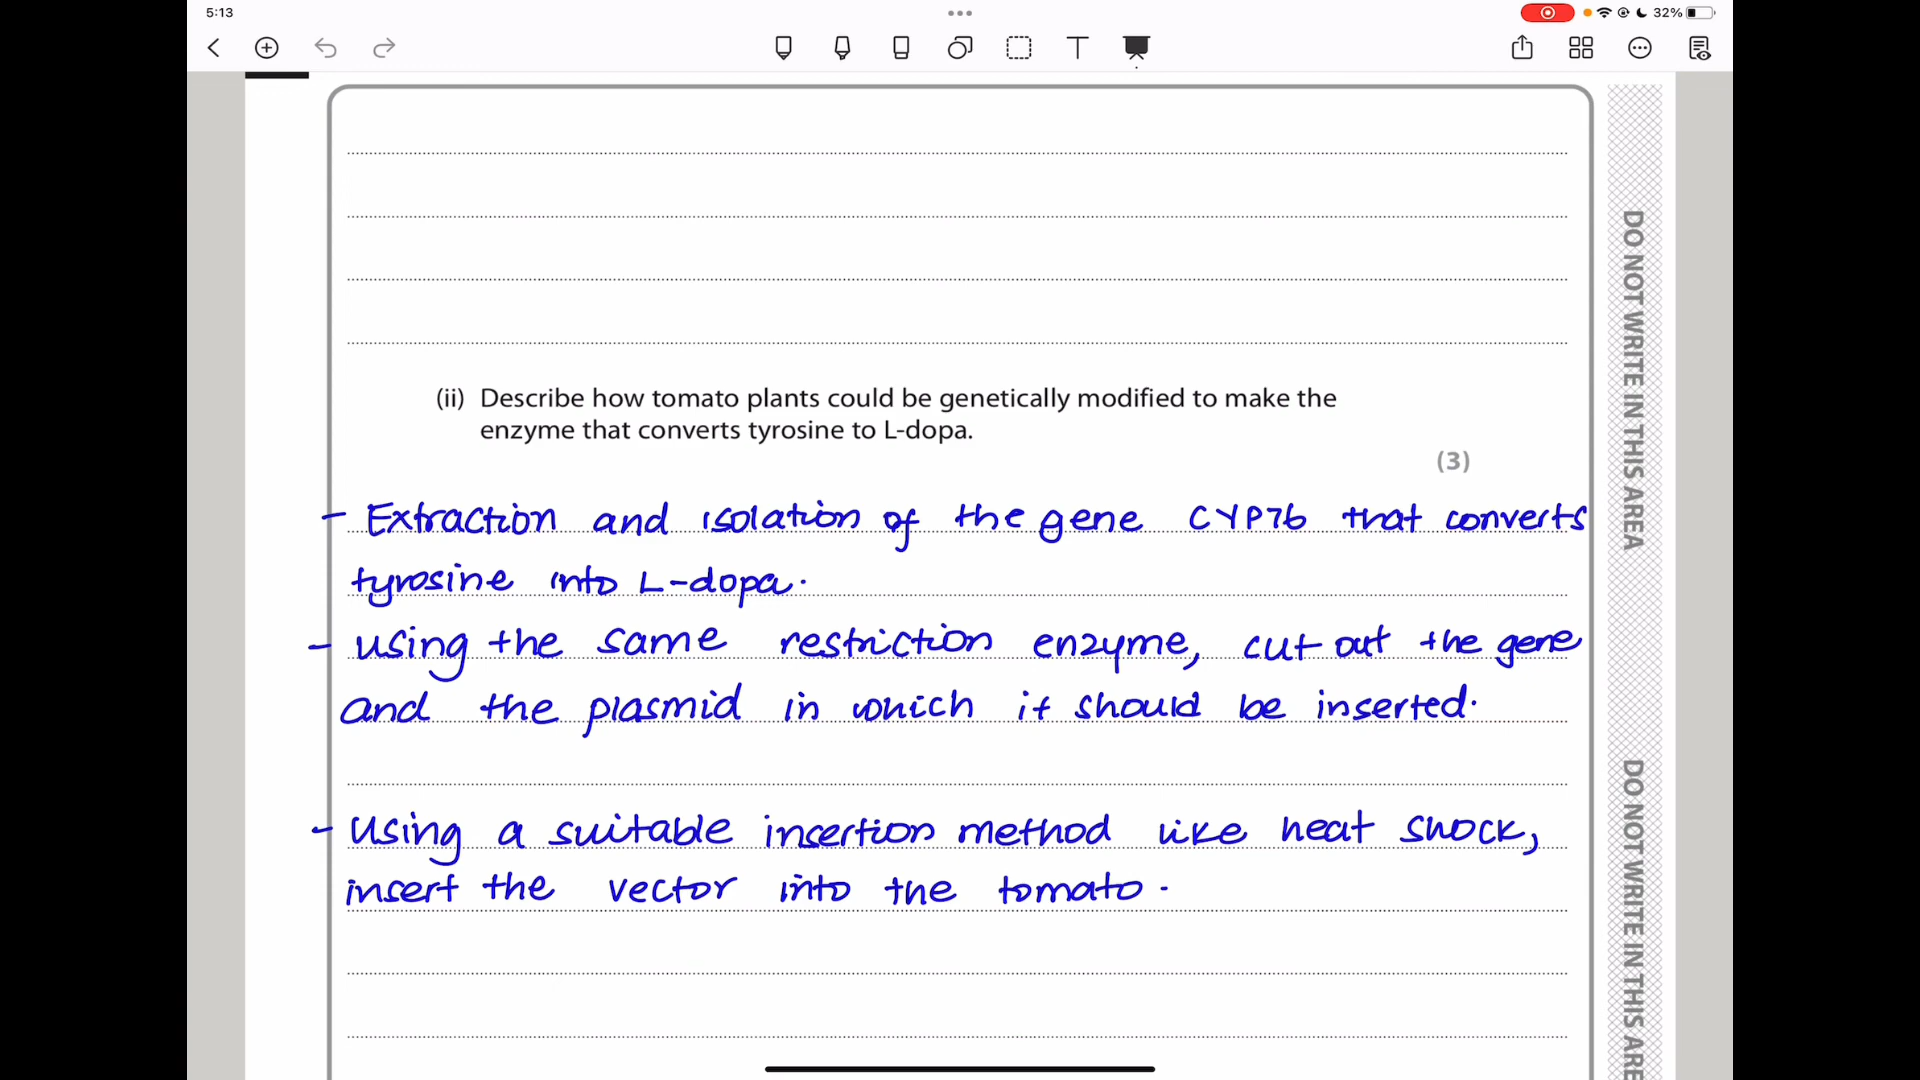 5:13
32%
(ii) Describe how tomato plants could be genetically modified to make the
enzyme that converts tyrosine to L-dopa.
(3)
- Extraction and isolation of the gene CYP76 that converts
tyrosine into L-dopa.
- using the same restriction enzyme, cut out the gene
and the plasmid in which it should be inserted.
- Using a suitable insertion method like heat shock,
insert the vector into the tomato.
DO NOT WRITE IN THIS AREA
DO NOT WRITE IN THIS ARE